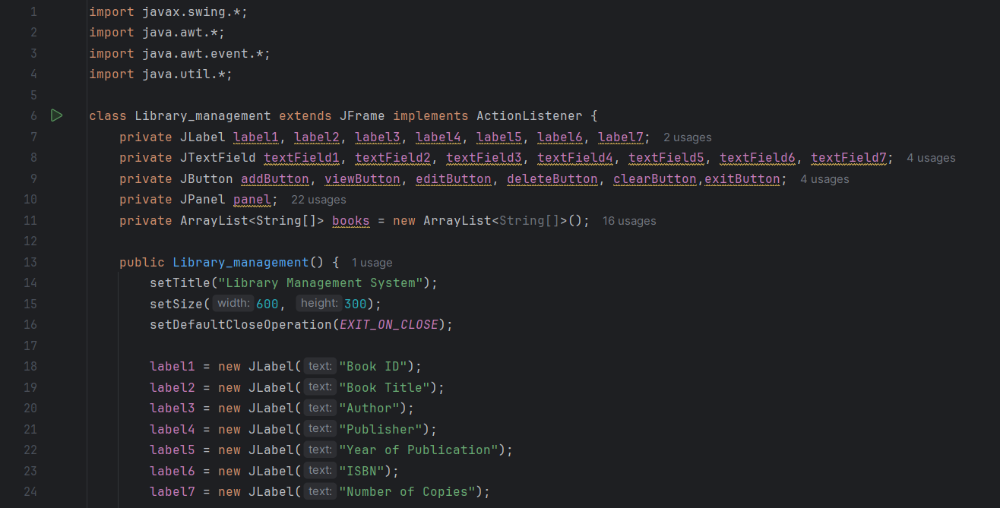 1 import javax.swing.*;
2 import java.awt.*;
3 import java.awt.event.*;
4 import java.util.*;
5
6 class Library_management extends JFrame implements ActionListener {
7 private JLabel label1, label2, label3, label4, label5, label6, label7; 2 usages
8 private JTextField textField1, textField2, textField3, textField4, textField5, textField6, textField7; 4 usages
9 private JButton addButton, viewButton, editButton, deleteButton, clearButton,exitButton; 4 usages
10 private JPanel panel; 22 usages
11 private ArrayList<String[]> books = new ArrayList<String[]>(); 16 usages
12
13 public Library_management() { 1 usage
14 setTitle("Library Management System");
15 setSize( width: 600, height: 300);
16 setDefaultCloseOperation(EXIT_ON_CLOSE);
17
18 label1 = new JLabel( text: "Book ID");
19 label2 = new JLabel( text: "Book Title");
20 label3 = new JLabel( text: "Author");
21 label4 = new JLabel( text: "Publisher");
22 label5 = new JLabel( text: "Year of Publication");
23 label6 = new JLabel( text: "ISBN");
24 label7 = new JLabel( text: "Number of Copies");